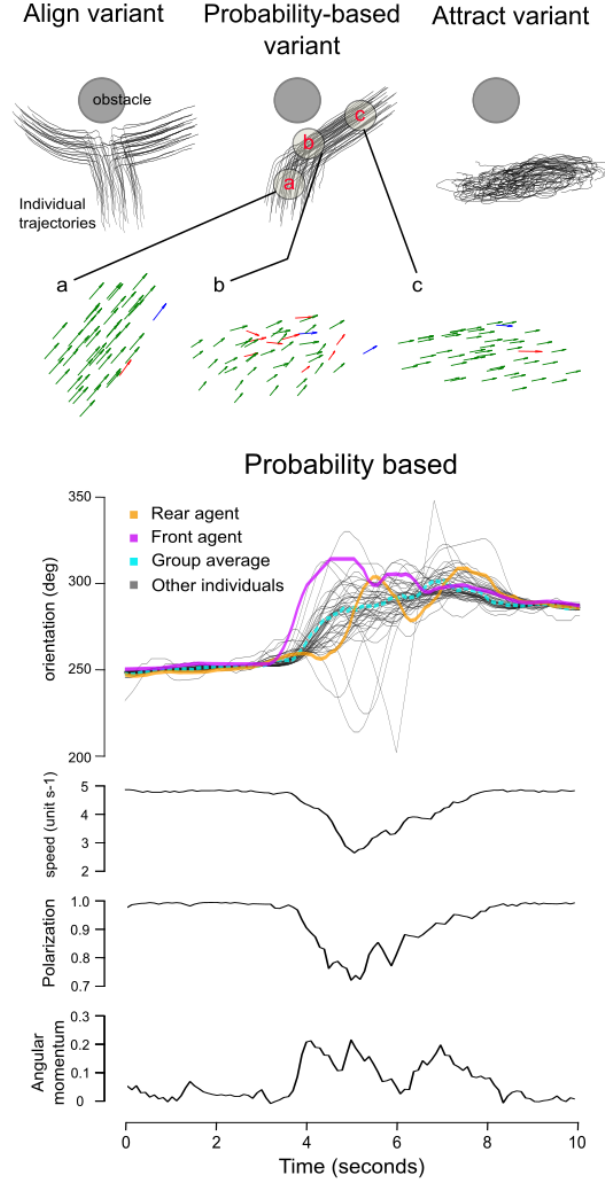 Align variant
Probability-based
variant
Attract variant
obstacle
Individual
trajectories
a
b
c
a
b
c
Probability based
Rear agent
Front agent
Group average
Other individuals
orientation (deg)
350
300
250
200
speed (unit s-1)
5
4
3
2
Polarization
1.0
0.9
0.8
0.7
Angular
momentum
0.3
0.2
0.1
0
0 2 4 6 8 10
Time (seconds)